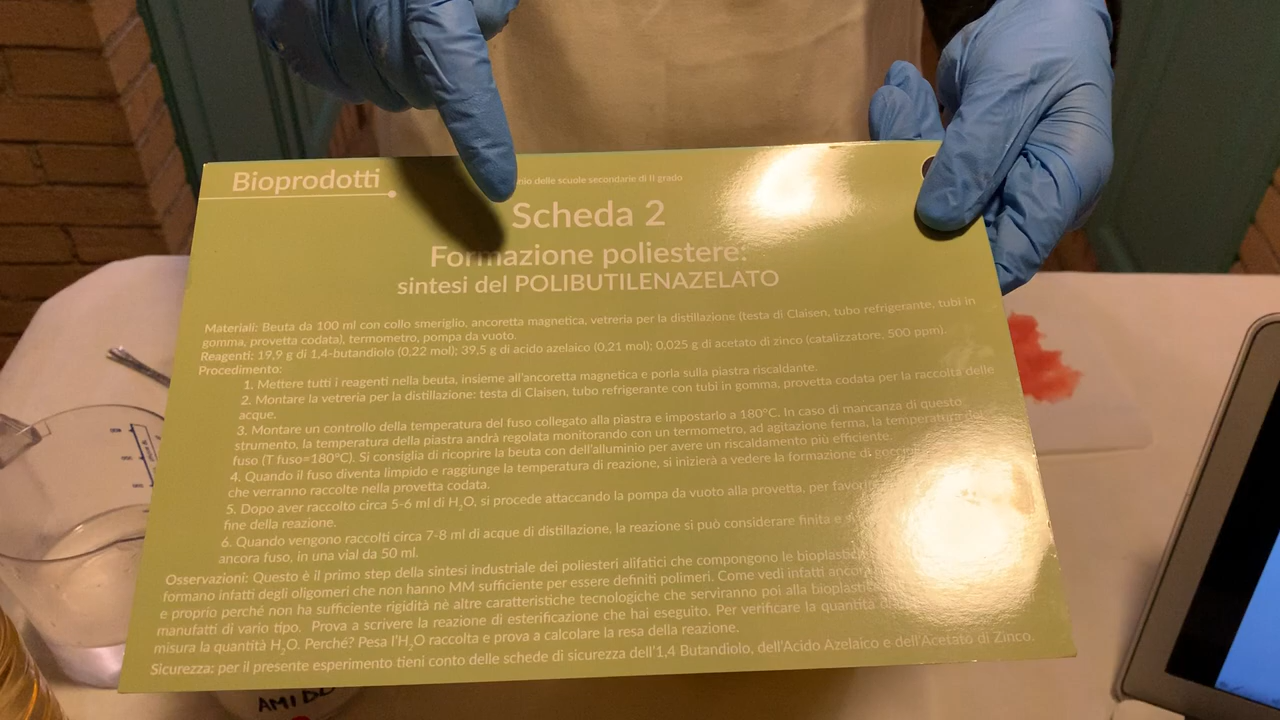 Bioprodotti
nio delle scuole secondarie di II grado
Scheda 2
Formazione poliestere:
sintesi del POLIBUTILENAZELATO
Materiali: Beuta da 100 ml con collo smeriglio, ancoretta magnetica, vetreria per la distillazione (testa di Claisen, tubo refrigerante, tubi in
gomma, provetta codata), termometro, pompa da vuoto.
Reagenti: 19,9 g di 1,4-butandiolo (0,22 mol); 39,5 g di acido azelaico (0,21 mol); 0,025 g di acetato di zinco (catalizzatore, 500 ppm).
Procedimento:
1. Mettere tutti i reagenti nella beuta, insieme all'ancoretta magnetica e porla sulla piastra riscaldante.
2. Montare la vetreria per la distillazione: testa di Claisen, tubo refrigerante con tubi in gomma, provetta codata per la raccolta delle
acque.
3. Montare un controllo della temperatura del fuso collegato alla piastra e impostarlo a 180°C. In caso di mancanza di questo
strumento, la temperatura della piastra andrà regolata monitorando con un termometro, ad agitazione ferma, la temperatura del
fuso (T fuso=180°C). Si consiglia di ricoprire la beuta con dell'alluminio per avere un riscaldamento più efficiente.
4. Quando il fuso diventa limpido e raggiunge la temperatura di reazione, si inizierà a vedere la formazione di
che verranno raccolte nella provetta codata.
5. Dopo aver raccolto circa 5-6 ml di H₂O, si procede attaccando la pompa da vuoto alla provetta, per
fine della reazione.
6. Quando vengono raccolti circa 7-8 ml di acque di distillazione, la reazione si può considerare finita e
ancora fuso, in una vial da 50 ml.
Osservazioni: Questo è il primo step della sintesi industriale dei poliesteri alifatici che compongono le
formano infatti degli oligomeri che non hanno MM sufficiente per essere definiti polimeri. Come vedi infatti
e proprio perché non ha sufficiente rigidità nè altre caratteristiche tecnologiche che serviranno poi alla
manufatti di vario tipo. Prova a scrivere la reazione di esterificazione che hai eseguito. Per verificare la quantità
misura la quantità H₂O. Perché? Pesa l'H₂O raccolta e prova a calcolare la resa della reazione.
Sicurezza: per il presente esperimento tieni conto delle schede di sicurezza dell'1,4 Butandiolo, dell'Acido Azelaico e dell'Acetato di Zinco.